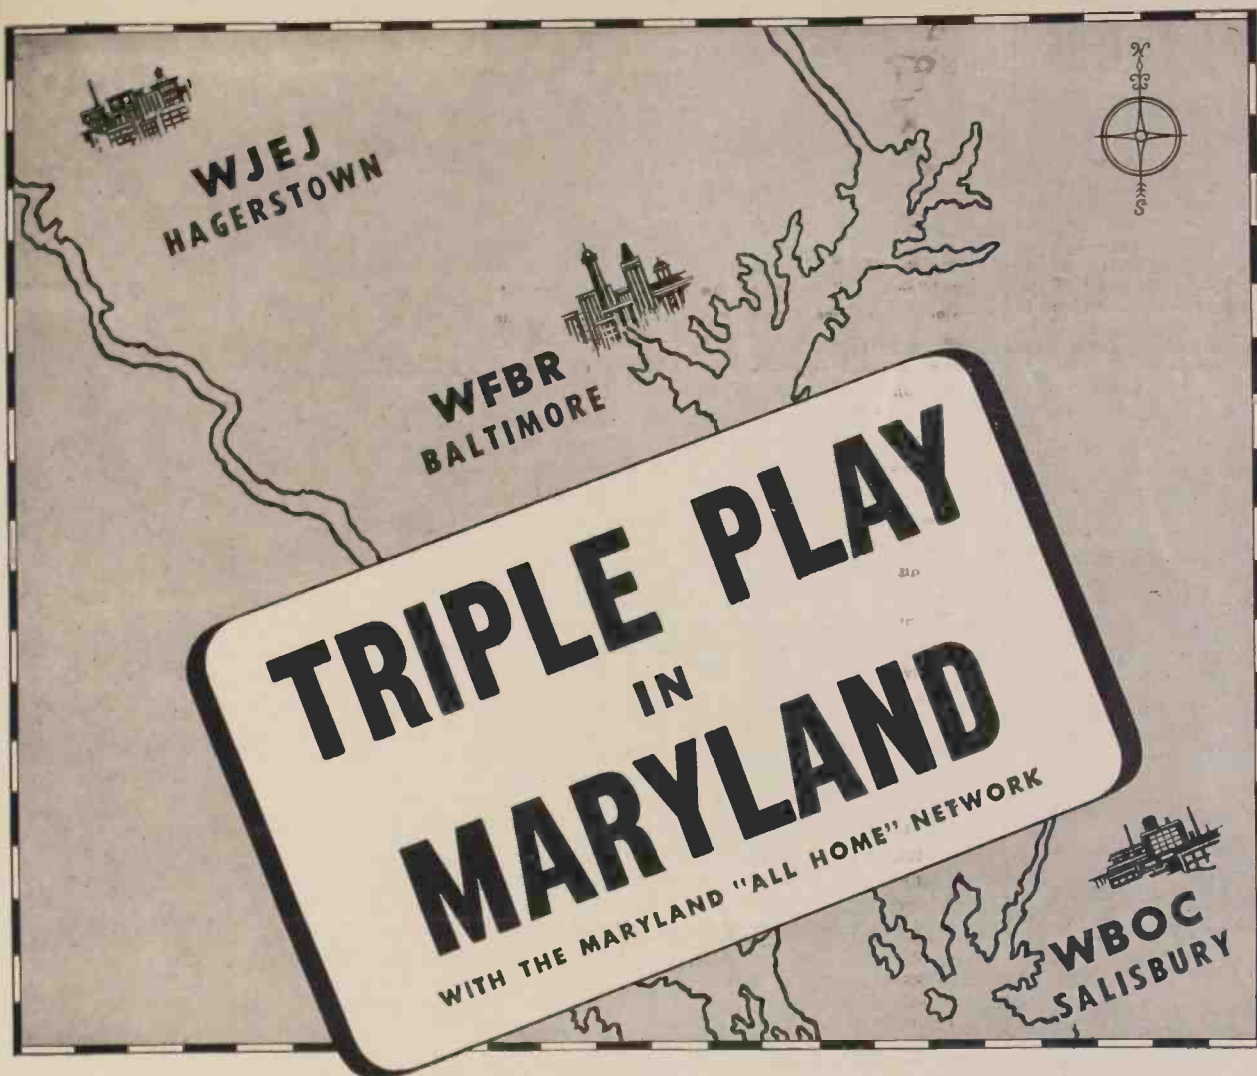 N
S
WJEJ
HAGERSTOWN
WFBR
BALTIMORE
TRIPLE PLAY
IN
MARYLAND
WITH THE MARYLAND "ALL HOME" NETWORK
WBOC
SALISBURY